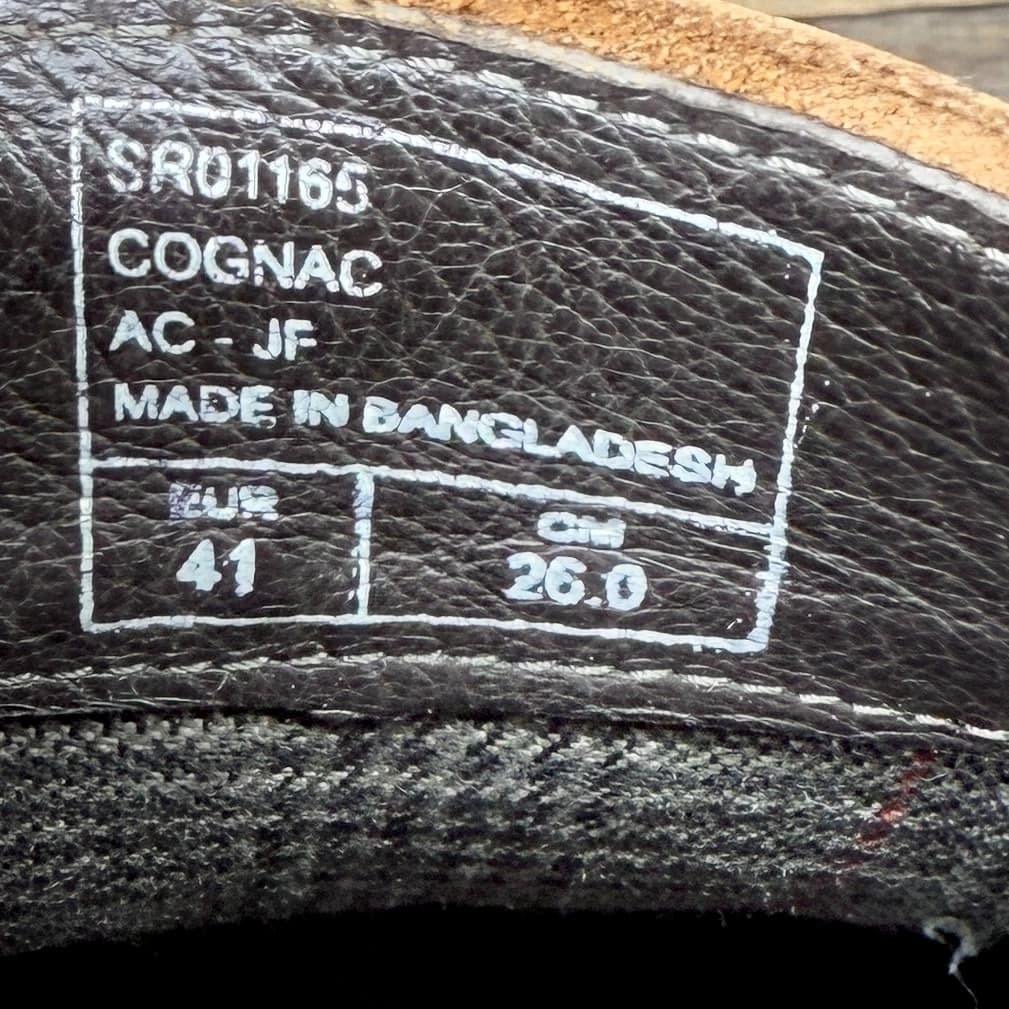 SR01165
COGNAC
AC - JF
MADE IN BANGLADESH
EUR CM
41 26.0